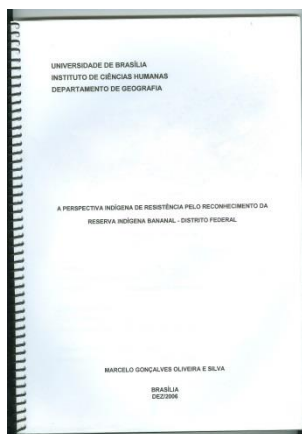 UNIVERSIDADE DE BRASÍLIA
INSTITUTO DE CIÊNCIAS HUMANAS
DEPARTAMENTO DE GEOGRAFIA
A PERSPECTIVA INDÍGENA DE RESISTÊNCIA PELO RECONHECIMENTO DA
RESERVA INDÍGENA BANANAL - DISTRITO FEDERAL
MARCELO GONÇALVES OLIVEIRA E SILVA
BRASÍLIA
DEZ/2006